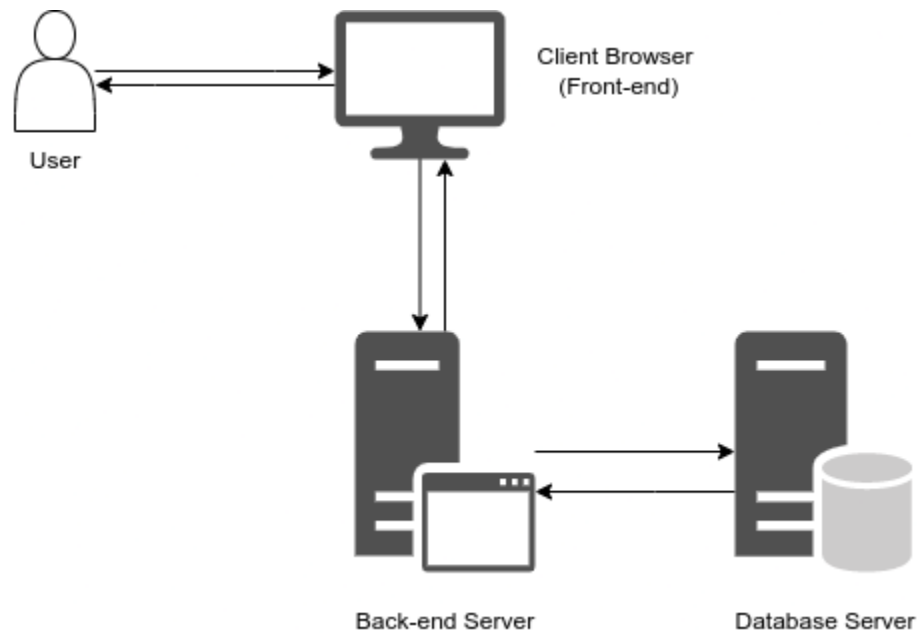 Client Browser
(Front-end)
User
Back-end Server
Database Server